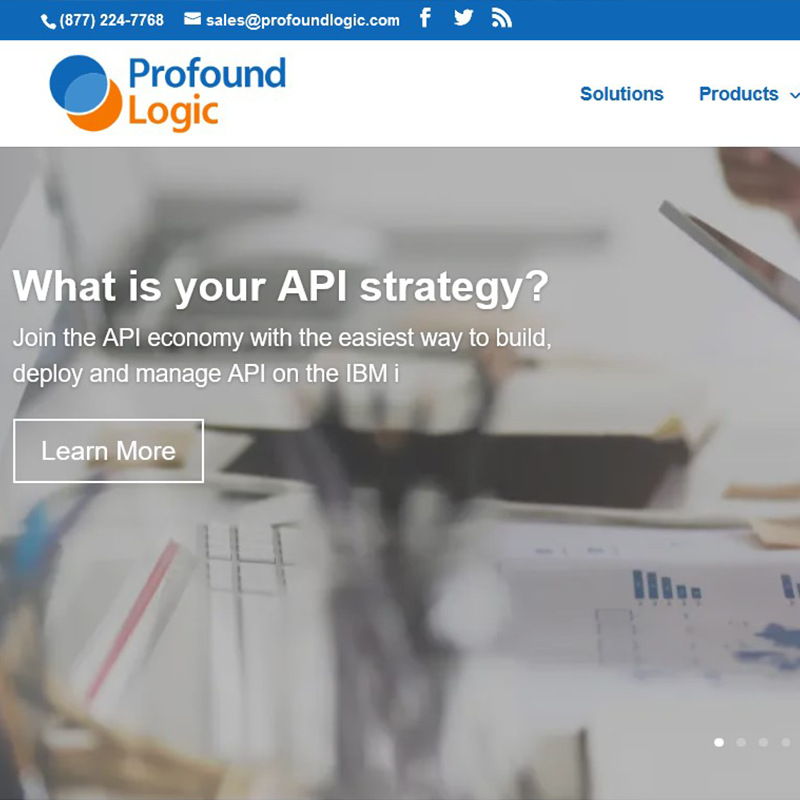 (877) 224-7768 sales@profoundlogic.com
Profound
Logic
Solutions Products
What is your API strategy?
Join the API economy with the easiest way to build,
deploy and manage API on the IBM i
Learn More